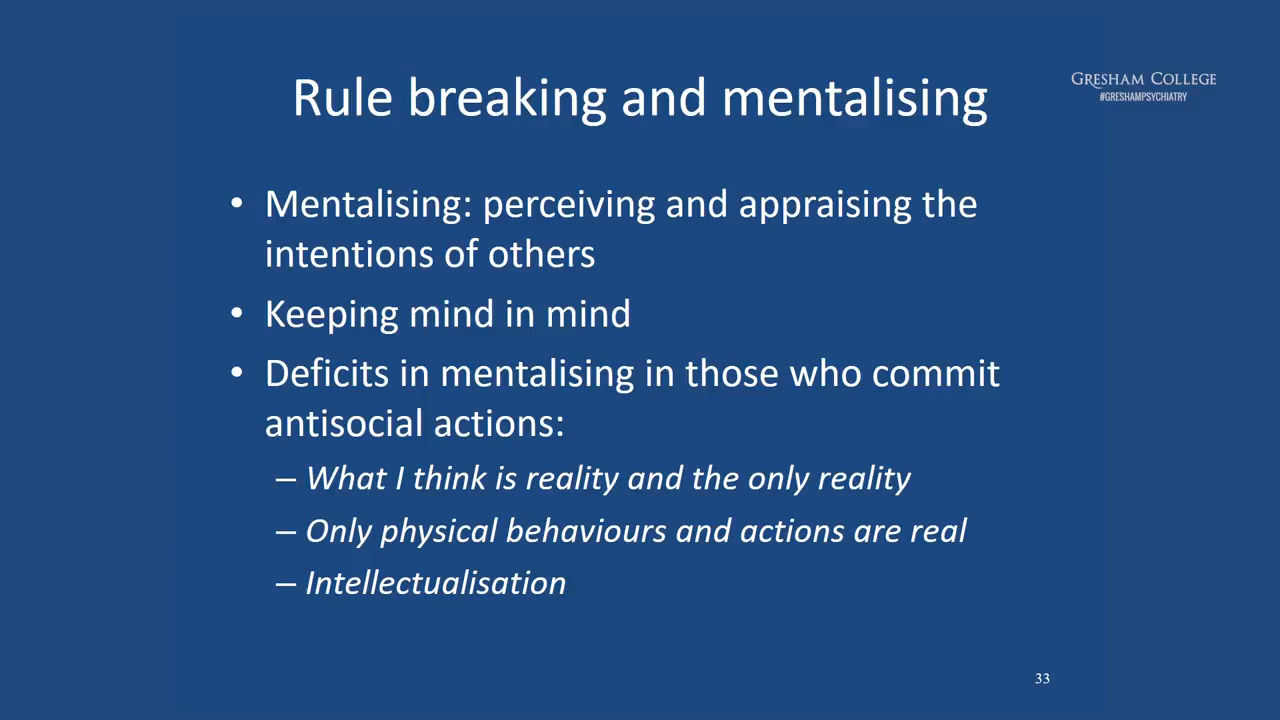 Rule breaking and mentalising
GRESHAM COLLEGE
#GRESHAMPSYCHIATRY
• Mentalising: perceiving and appraising the
intentions of others
• Keeping mind in mind
• Deficits in mentalising in those who commit
antisocial actions:
– What I think is reality and the only reality
– Only physical behaviours and actions are real
– Intellectualisation
33